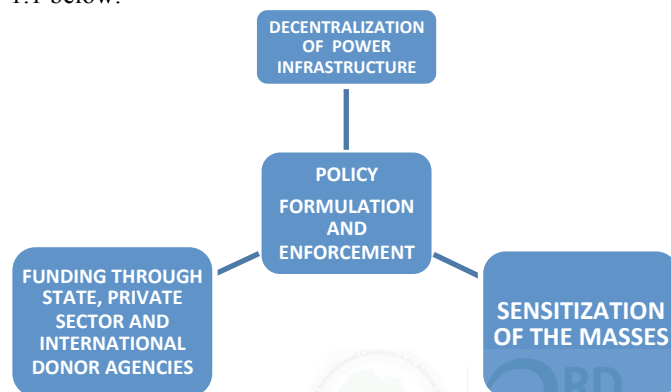 1.1 below.
DECENTRALIZATION
OF POWER
INFRASTRUCTURE
POLICY
FORMULATION
AND
ENFORCEMENT
FUNDING THROUGH
STATE, PRIVATE
SECTOR AND
INTERNATIONAL
DONOR AGENCIES
SENSITIZATION
OF THE MASSES
RD